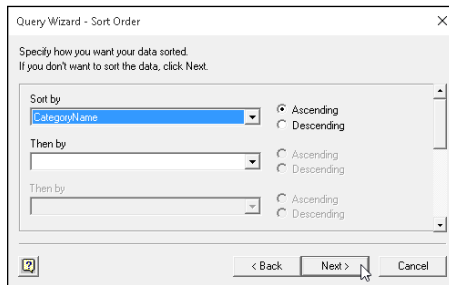 Query Wizard - Sort Order
Specify how you want your data sorted.
If you don't want to sort the data, click Next.
Sort by
CategoryName
Ascending
Descending
Then by
Ascending
Descending
Then by
Ascending
Descending
?
< Back
Next >
Cancel